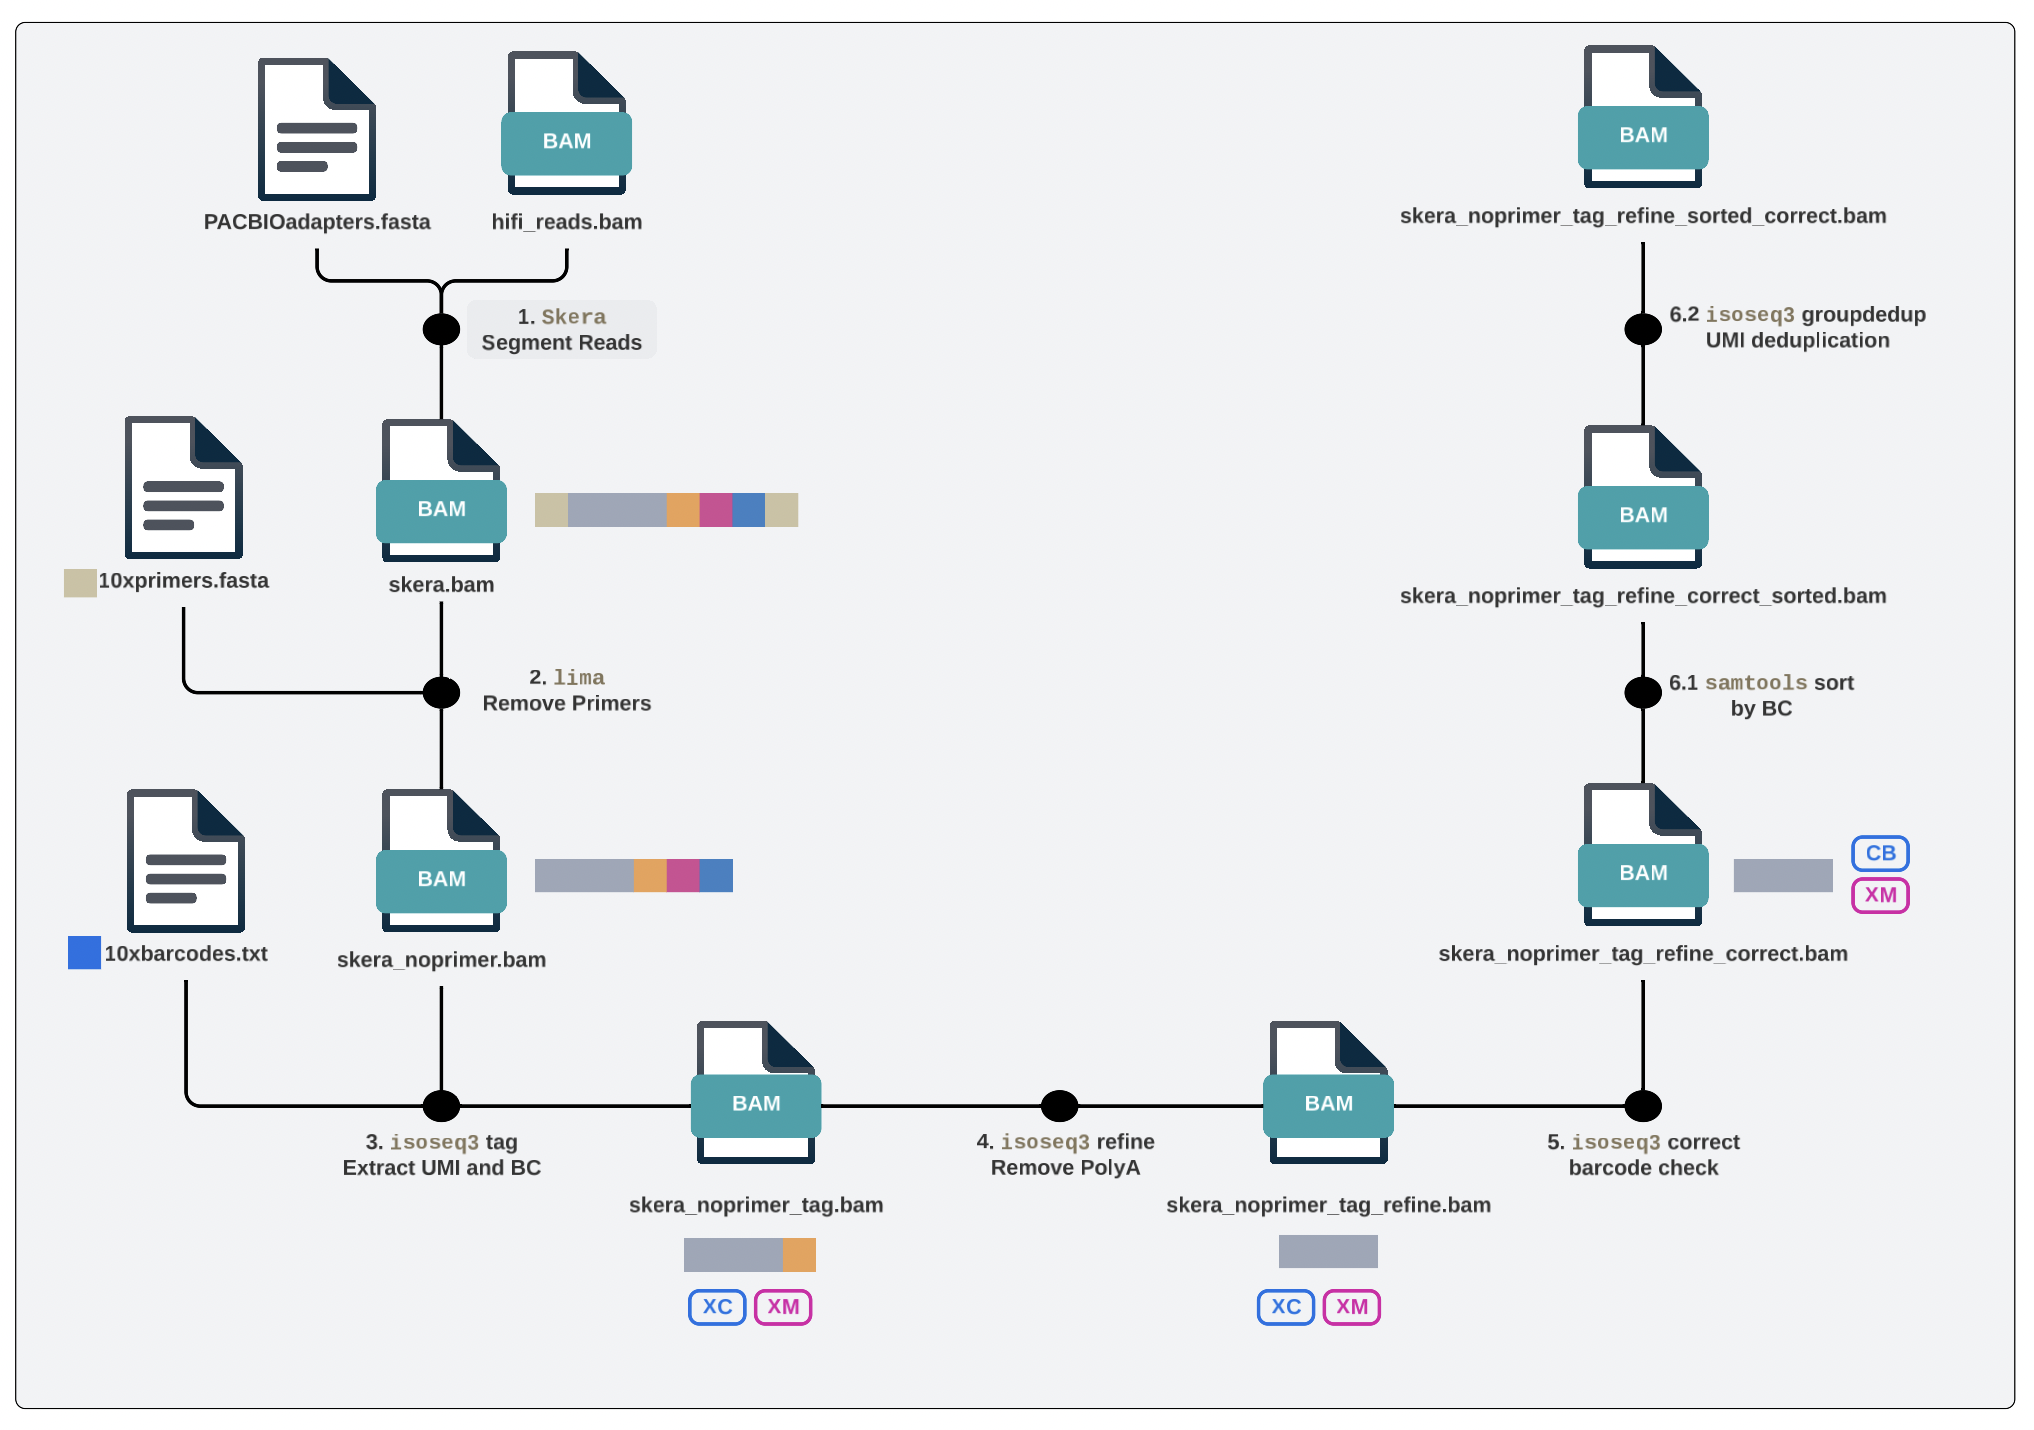 PACBIOadapters.fasta
BAM
hifi_reads.bam
1. Skera
Segment Reads
10xprimers.fasta
BAM
skera.bam
2. lima
Remove Primers
10xbarcodes.txt
BAM
skera_noprimer.bam
3. isoseq3 tag
Extract UMI and BC
BAM
skera_noprimer_tag.bam
XC
XM
4. isoseq3 refine
Remove PolyA
BAM
skera_noprimer_tag_refine.bam
XC
XM
5. isoseq3 correct
barcode check
BAM
CB
XM
skera_noprimer_tag_refine_correct.bam
6.1 samtools sort
by BC
BAM
skera_noprimer_tag_refine_correct_sorted.bam
6.2 isoseq3 groupdedup
UMI deduplication
BAM
skera_noprimer_tag_refine_sorted_correct.bam